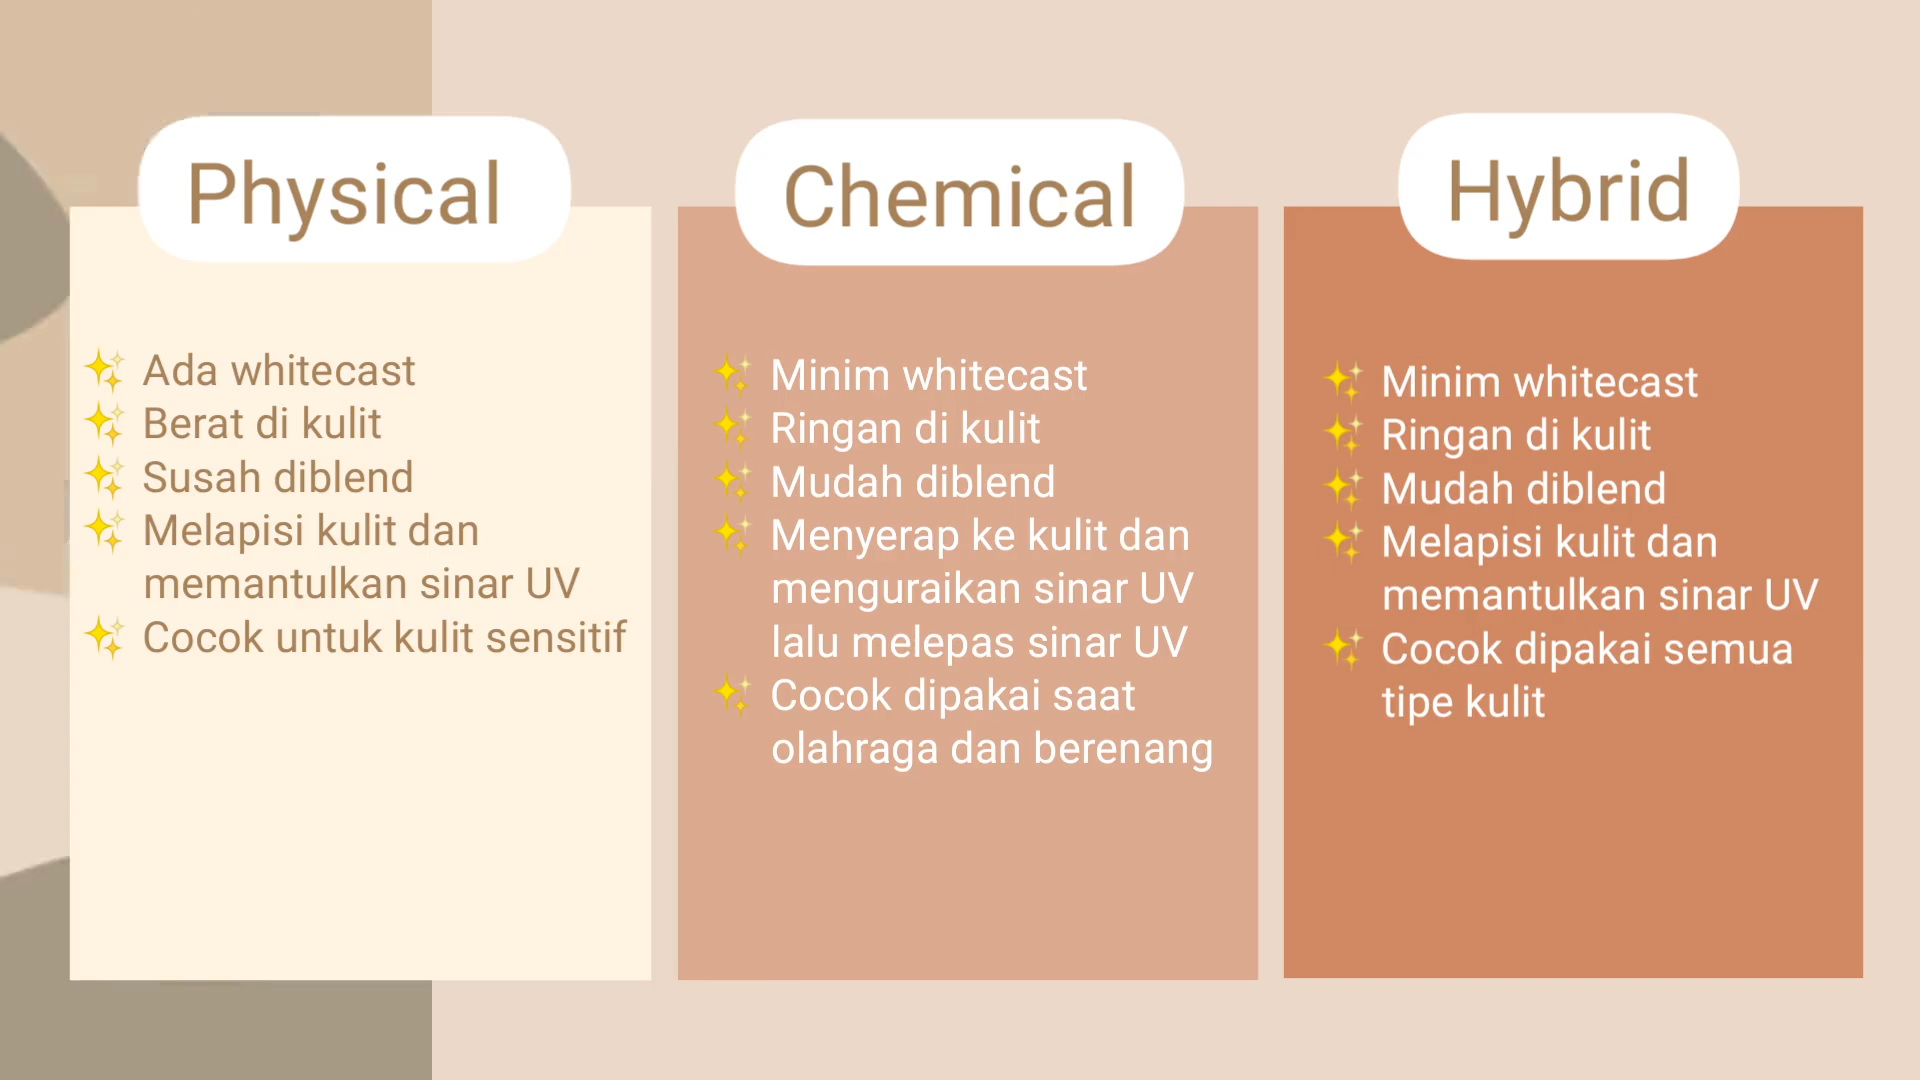 Physical
Ada whitecast
Berat di kulit
Susah diblend
Melapisi kulit dan
memantulkan sinar UV
Cocok untuk kulit sensitif
Chemical
Minim whitecast
Ringan di kulit
Mudah diblend
Menyerap ke kulit dan
menguraikan sinar UV
lalu melepas sinar UV
Cocok dipakai saat
olahraga dan berenang
Hybrid
Minim whitecast
Ringan di kulit
Mudah diblend
Melapisi kulit dan
memantulkan sinar UV
Cocok dipakai semua
tipe kulit